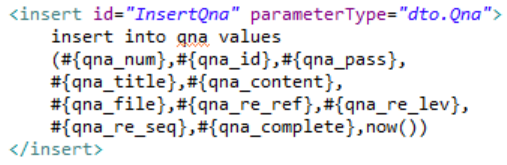 <insert id="InsertQna" parameterType="dto.Qna">
insert into qna values
(#{qna_num},#{qna_id},#{qna_pass},
#{qna_title},#{qna_content},
#{qna_file},#{qna_re_ref},#{qna_re_lev},
#{qna_re_seq},#{qna_complete},now())
</insert>